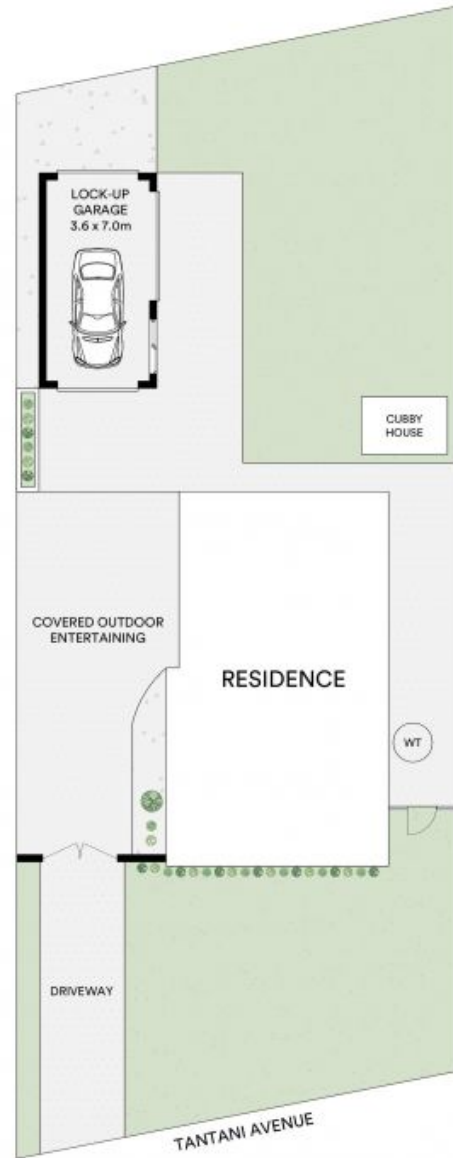 LOCK-UP
GARAGE
3.6 x 7.0m
CUBBY
HOUSE
COVERED OUTDOOR
ENTERTAINING
RESIDENCE
WT
DRIVEWAY
TANTANI AVENUE